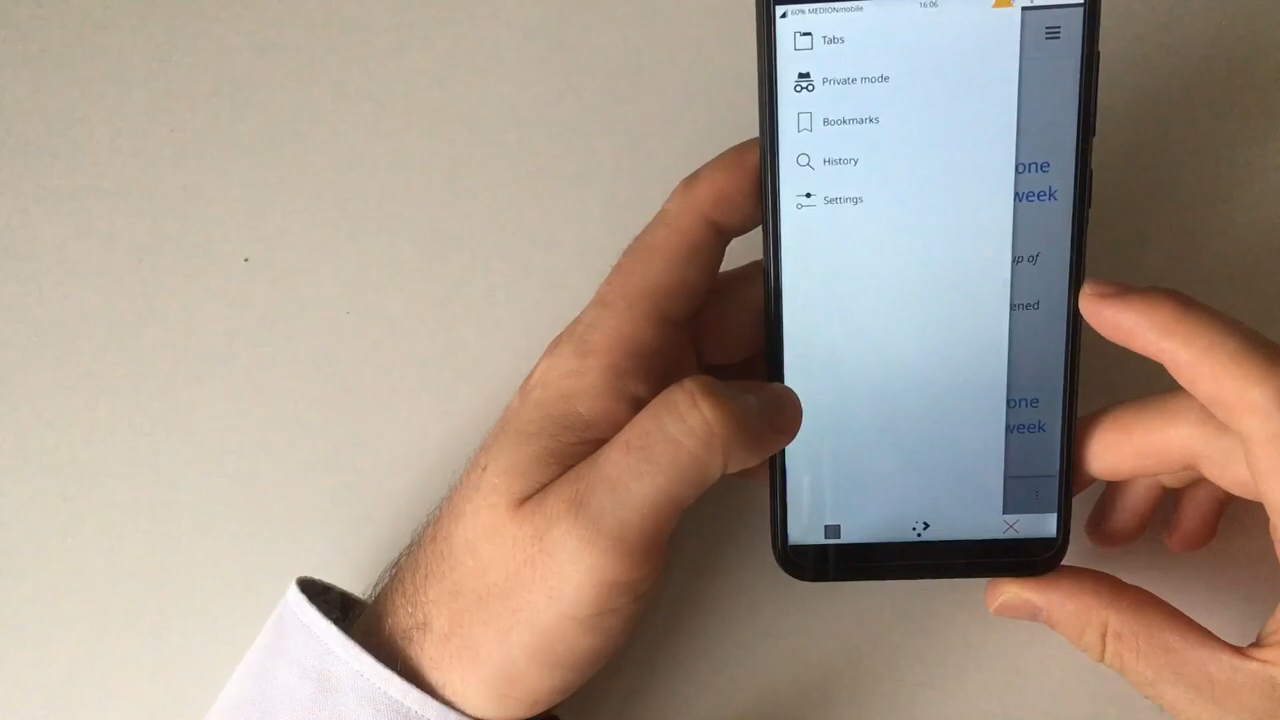 60% MEDIONmobile
16:06
Tabs
Private mode
Bookmarks
History
Settings
one
week
up of
ened
one
week